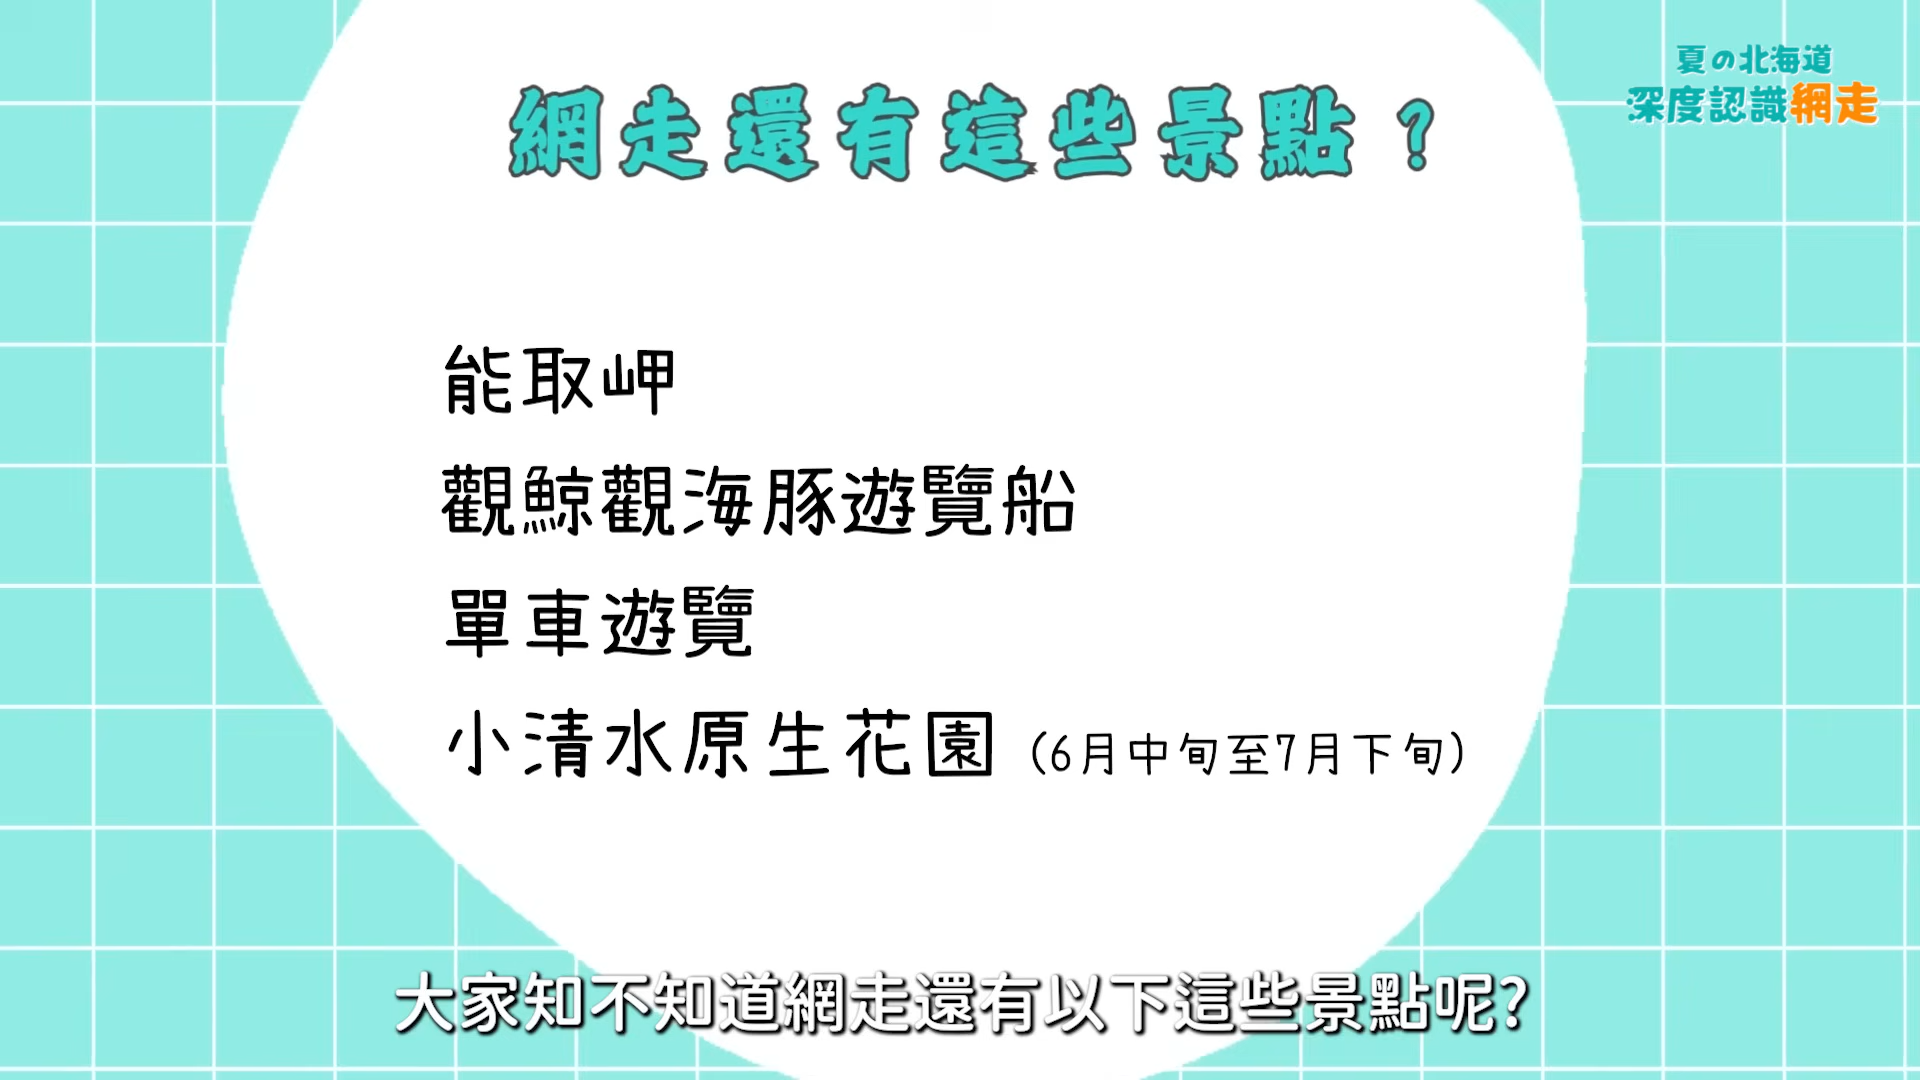 夏の北海道
深度認識網走
網走還有這些景點？
能取岬
觀鯨觀海豚遊覽船
單車遊覽
小清水原生花園（6月中旬至7月下旬）
大家知不知道網走還有以下這些景點呢?